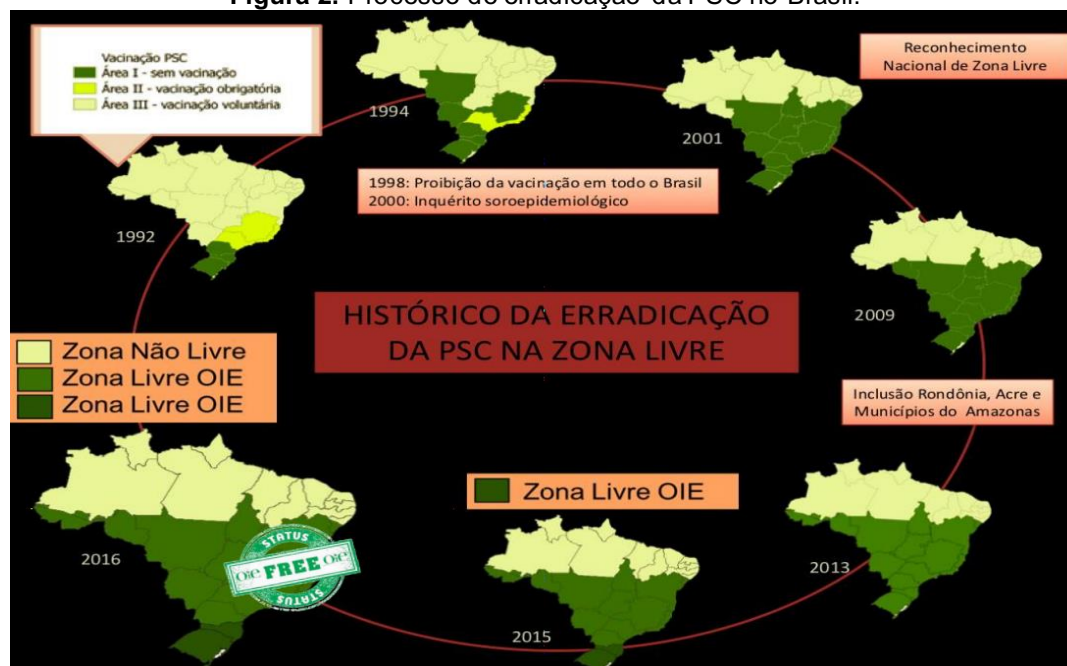 Figura 2. Processo de erradicação da PSC no Brasil.
Vacinação PSC
Área I - sem vacinação
Área II - vacinação obrigatória
Área III - vacinação voluntária
1994
Reconhecimento
Nacional de Zona Livre
2001
1998: Proibição da vacinação em todo o Brasil
2000: Inquérito soroepidemiológico
1992
HISTÓRICO DA ERRADICAÇÃO
DA PSC NA ZONA LIVRE
2009
Zona Não Livre
Zona Livre OIE
Zona Livre OIE
Inclusão Rondônia, Acre e
Municípios do Amazonas
Zona Livre OIE
2016
STATUS
OIE FREE OIE
STATUS
2013
2015